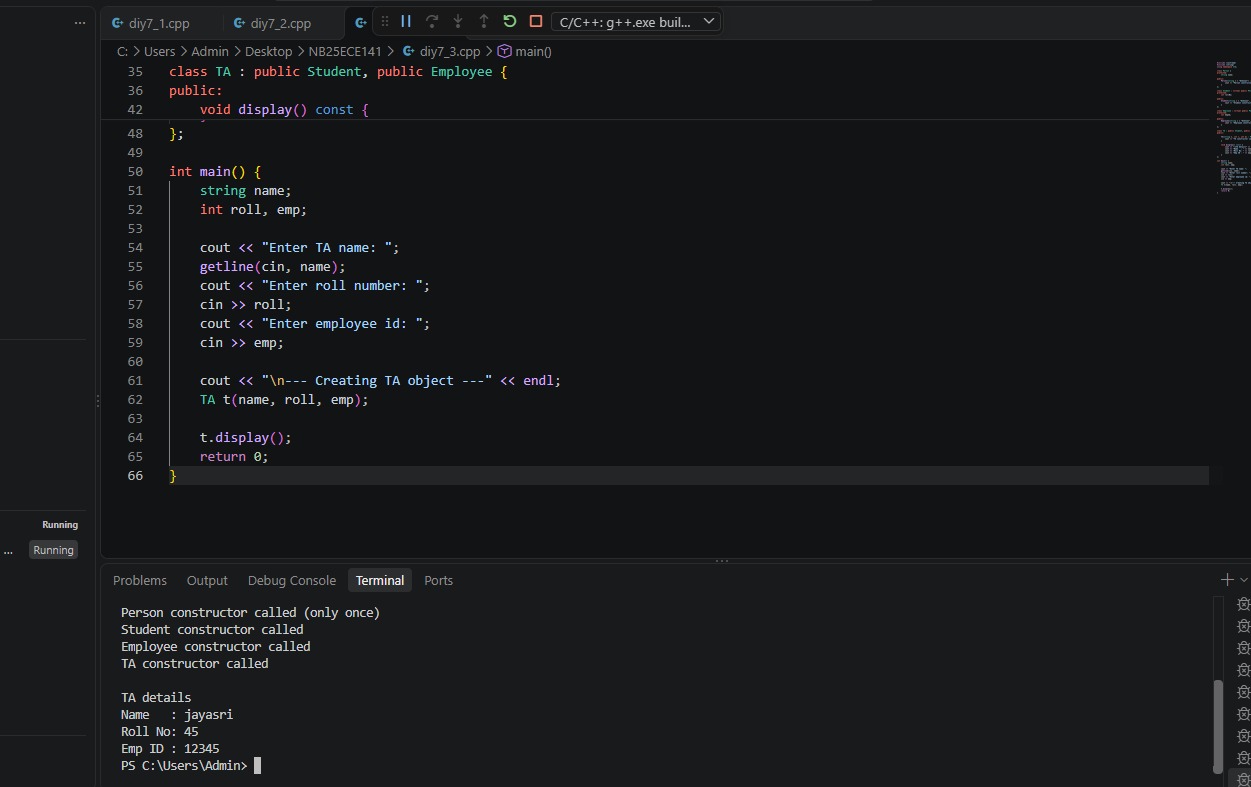 diy7_1.cpp diy7_2.cpp C/C++: g++.exe buil...
C: > Users > Admin > Desktop > NB25ECE141 > diy7_3.cpp > main()
35 class TA : public Student, public Employee {
36 public:
42 void display() const {
48 };
49
50 int main() {
51 string name;
52 int roll, emp;
53
54 cout << "Enter TA name: ";
55 getline(cin, name);
56 cout << "Enter roll number: ";
57 cin >> roll;
58 cout << "Enter employee id: ";
59 cin >> emp;
60
61 cout << "\n--- Creating TA object ---" << endl;
62 TA t(name, roll, emp);
63
64 t.display();
65 return 0;
66 }
Running
... Running
Problems Output Debug Console Terminal Ports
Person constructor called (only once)
Student constructor called
Employee constructor called
TA constructor called
TA details
Name : jayasri
Roll No: 45
Emp ID : 12345
PS C:\Users\Admin>